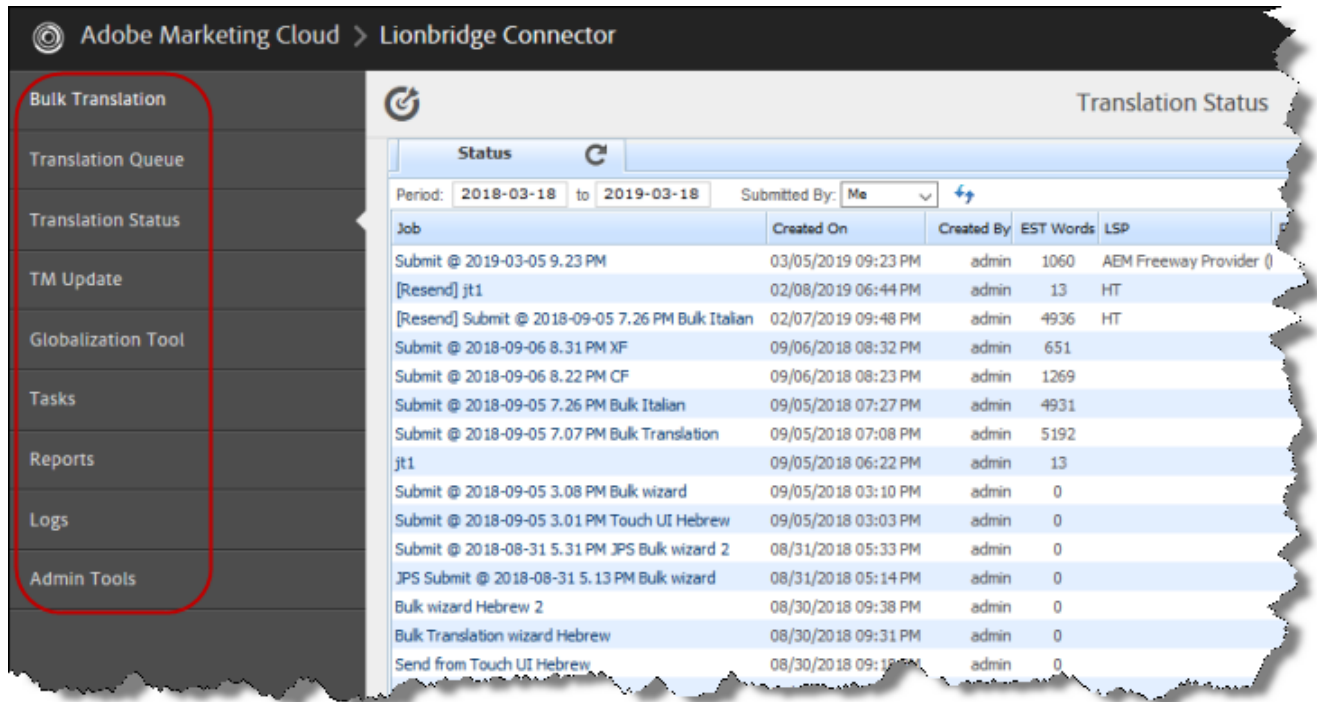 Adobe Marketing Cloud > Lionbridge Connector
Bulk Translation
Translation Queue
Translation Status
TM Update
Globalization Tool
Tasks
Reports
Logs
Admin Tools
Translation Status
Status
Period: 2018-03-18 to 2019-03-18 Submitted By: Me
Job Created On Created By EST Words LSP
Submit @ 2019-03-05 9.23 PM 03/05/2019 09:23 PM admin 1060 AEM Freeway Provider
[Resend] jt1 02/08/2019 06:44 PM admin 13 HT
[Resend] Submit @ 2018-09-05 7.26 PM Bulk Italian 02/07/2019 09:48 PM admin 4936 HT
Submit @ 2018-09-06 8.31 PM XF 09/06/2018 08:32 PM admin 651
Submit @ 2018-09-06 8.22 PM CF 09/06/2018 08:23 PM admin 1269
Submit @ 2018-09-05 7.26 PM Bulk Italian 09/05/2018 07:27 PM admin 4931
Submit @ 2018-09-05 7.07 PM Bulk Translation 09/05/2018 07:08 PM admin 5192
jt1 09/05/2018 06:22 PM admin 13
Submit @ 2018-09-05 3.08 PM Bulk wizard 09/05/2018 03:10 PM admin 0
Submit @ 2018-09-05 3.01 PM Touch UI Hebrew 09/05/2018 03:03 PM admin 0
Submit @ 2018-08-31 5.31 PM JPS Bulk wizard 2 08/31/2018 05:33 PM admin 0
JPS Submit @ 2018-08-31 5.13 PM Bulk wizard 08/31/2018 05:14 PM admin 0
Bulk wizard Hebrew 2 08/30/2018 09:38 PM admin 0
Bulk Translation wizard Hebrew 08/30/2018 09:31 PM admin 0
Send from Touch UI Hebrew 08/30/2018 admin 0